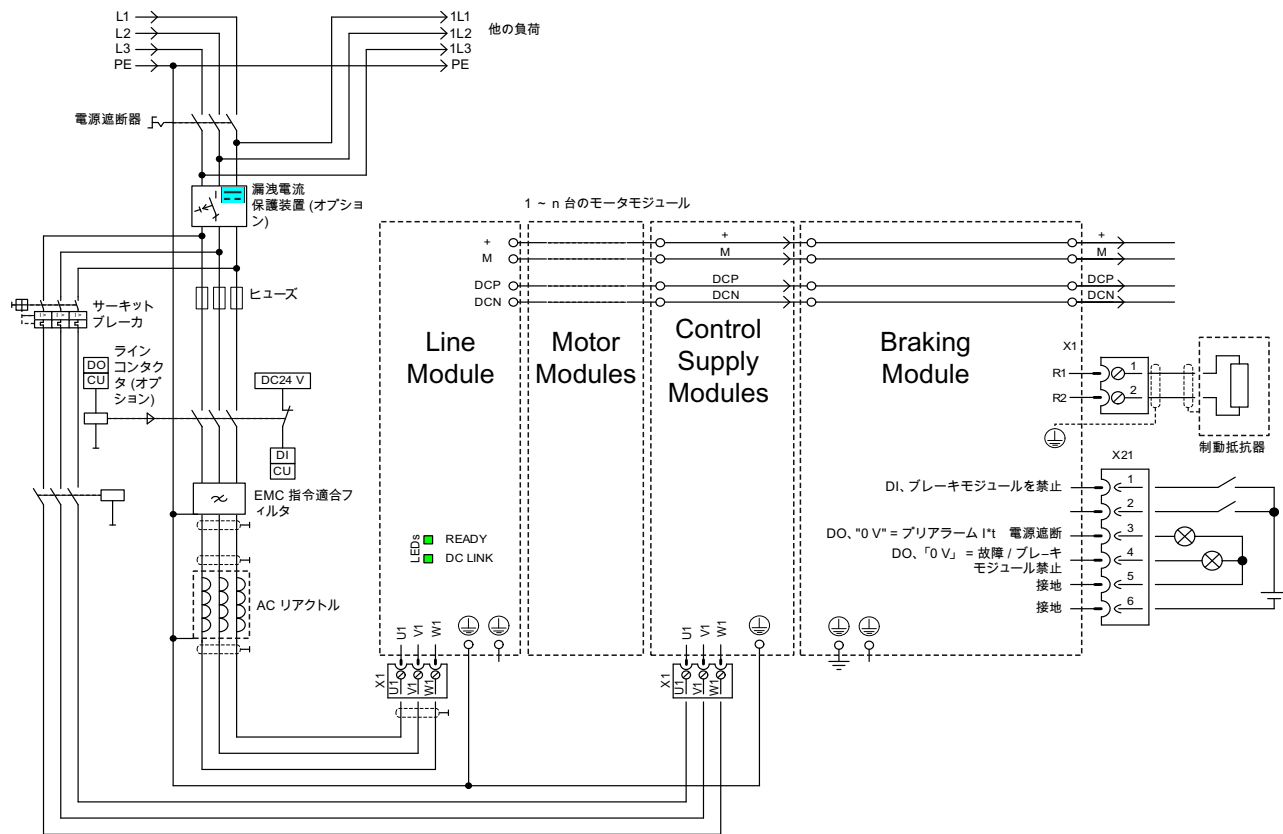 L1
L2
L3
PE
1L1
1L2
1L3
PE
他の負荷
電源遮断器
漏洩電流
保護装置 (オプショ
ン)
1 ~ n 台のモータモジュール
+
M
DCP
DCN
+
M
DCP
DCN
+
M
DCP
DCN
ヒューズ
サーキット
ブレーカ
I >
I >
I >
ライン
コンタク
タ (オプ
ション)
DO
CU
DC24 V
DI
CU
Line
Module
Motor
Modules
Control
Supply
Modules
Braking
Module
X1
R1
R2
1
2
制動抵抗器
EMC 指令適合フ
ィルタ
LEDs
READY
DC LINK
AC リアクトル
X21
DI、ブレーキモジュールを禁止
DO、"0 V" = プリアラーム I*t 電源遮断
DO、「0 V」 = 故障 / ブレーキ
モジュール禁止
接地
接地
1
2
3
4
5
6
U1
V1
W1
X1
U1
V1
W1
U1
V1
W1
X1
U1
V1
W1